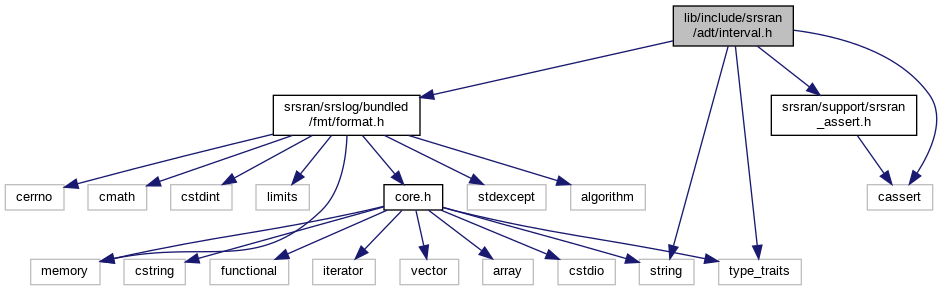 lib/include/srsran
/adt/interval.h
srsran/srslog/bundled
/fmt/format.h
srsran/support/srsran
_assert.h
cerrno
cmath
cstdint
limits
core.h
stdexcept
algorithm
cassert
memory
cstring
functional
iterator
vector
array
cstdio
string
type_traits